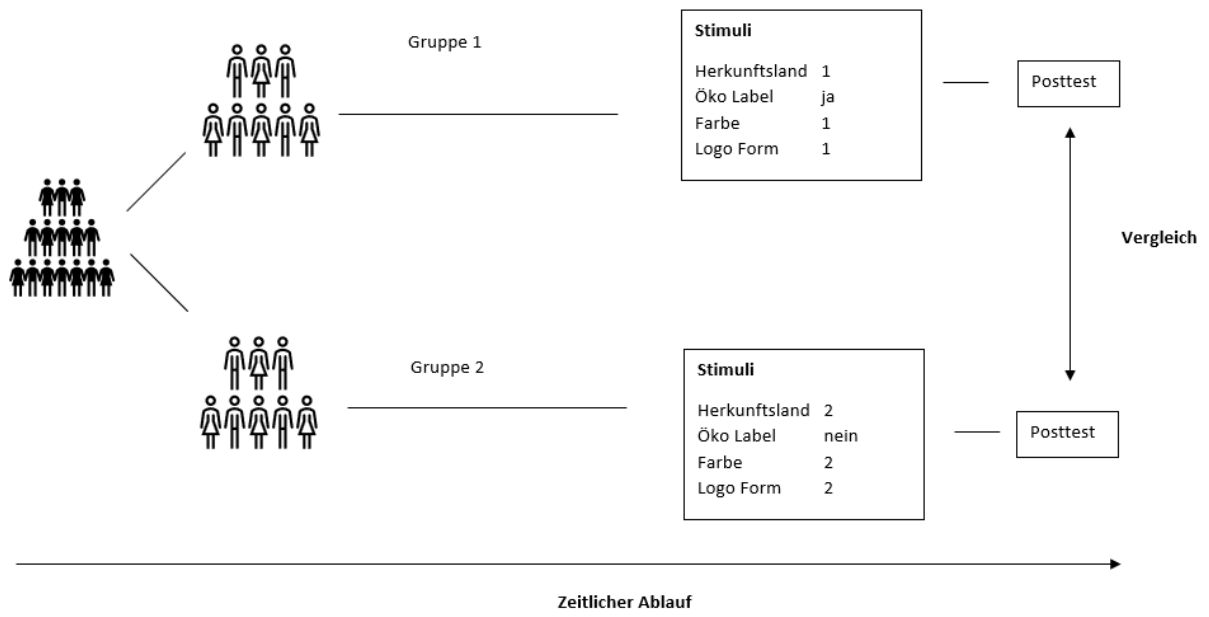 Gruppe 1
Stimuli
Herkunftsland 1
Öko Label ja
Farbe 1
Logo Form 1
Posttest
Vergleich
Gruppe 2
Stimuli
Herkunftsland 2
Öko Label nein
Farbe 2
Logo Form 2
Posttest
Zeitlicher Ablauf